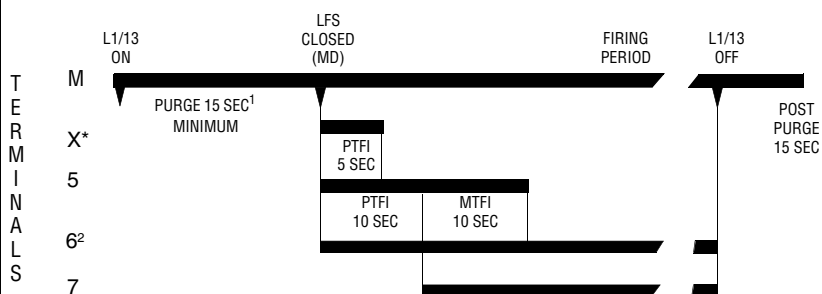 LFS
CLOSED
(MD)
L1/13
ON
FIRING
PERIOD
L1/13
OFF
TERMINALS
M
PURGE 15 SEC1
MINIMUM
POST
PURGE
15 SEC
X*
PTFI
5 SEC
5
PTFI
10 SEC
MTFI
10 SEC
62
7